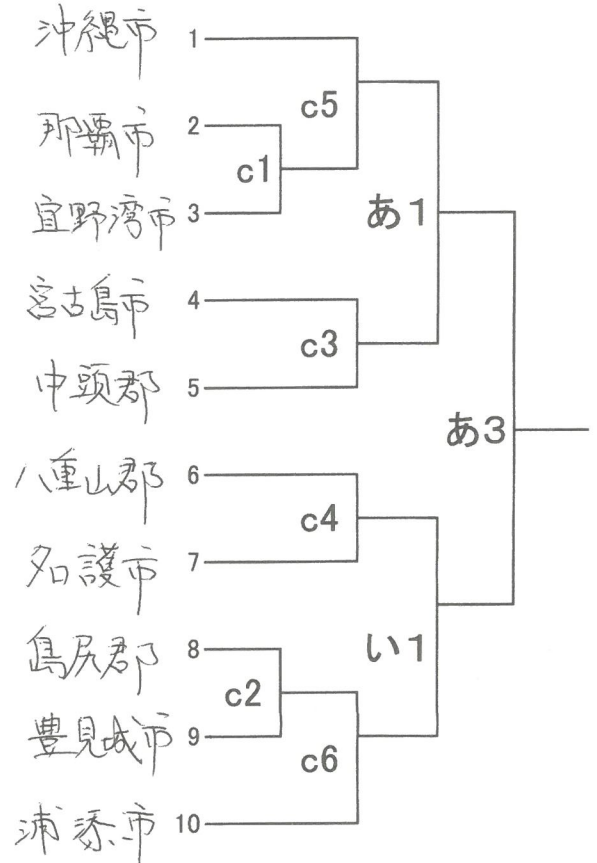 沖縄市 1
那覇市 2
c5
c1
宜野湾市 3
あ1
宮古島市 4
c3
中頭郡 5
あ3
八重山郡 6
c4
名護市 7
島尻郡 8
い1
c2
豊見城市 9
c6
浦添市 10